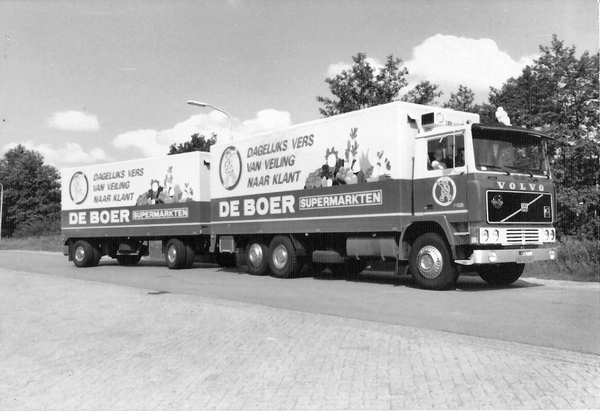 DAGELIJKS VERS
VAN VEILING
NAAR KLANT
DE BOER SUPERMARKTEN
DAGELIJKS VERS
VAN VEILING
NAAR KLANT
DE BOER SUPERMARKTEN
VOLVO